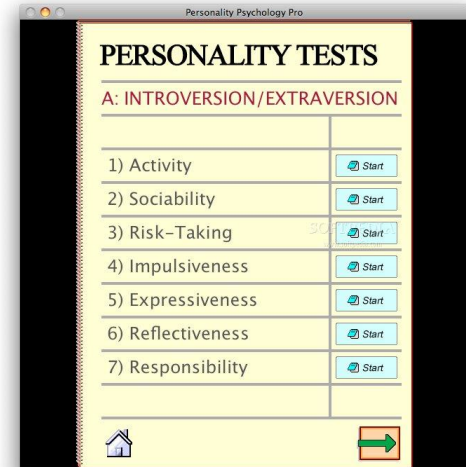 Personality Psychology Pro
PERSONALITY TESTS
A: INTROVERSION/EXTRAVERSION
1) Activity Start
2) Sociability Start
3) Risk-Taking Start
4) Impulsiveness Start
5) Expressiveness Start
6) Reflectiveness Start
7) Responsibility Start